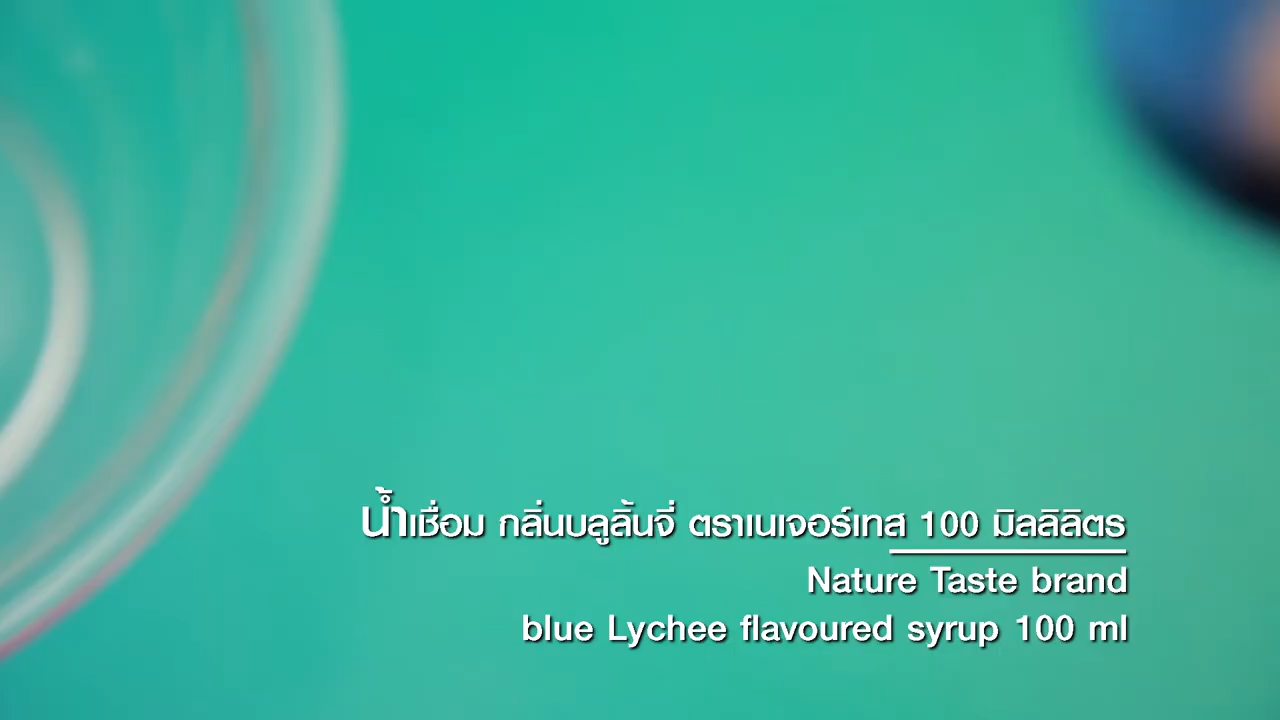 น้ำเชื่อม กลิ่นบลูลิ้นจี่ ตราเนเจอร์เทส 100 มิลลิลิตร
Nature Taste brand
blue Lychee flavoured syrup 100 ml